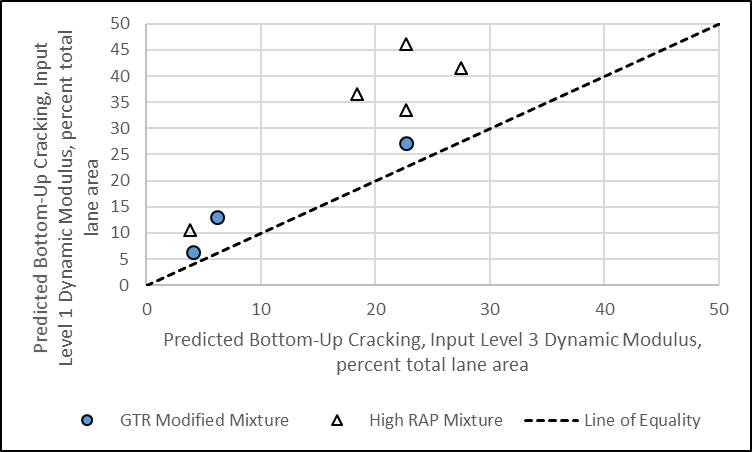 50
45
40
35
30
25
20
15
10
5
0
Predicted Bottom-Up Cracking, Input
Level 1 Dynamic Modulus, percent total
lane area
0 10 20 30 40 50
Predicted Bottom-Up Cracking, Input Level 3 Dynamic Modulus,
percent total lane area
GTR Modified Mixture High RAP Mixture Line of Equality